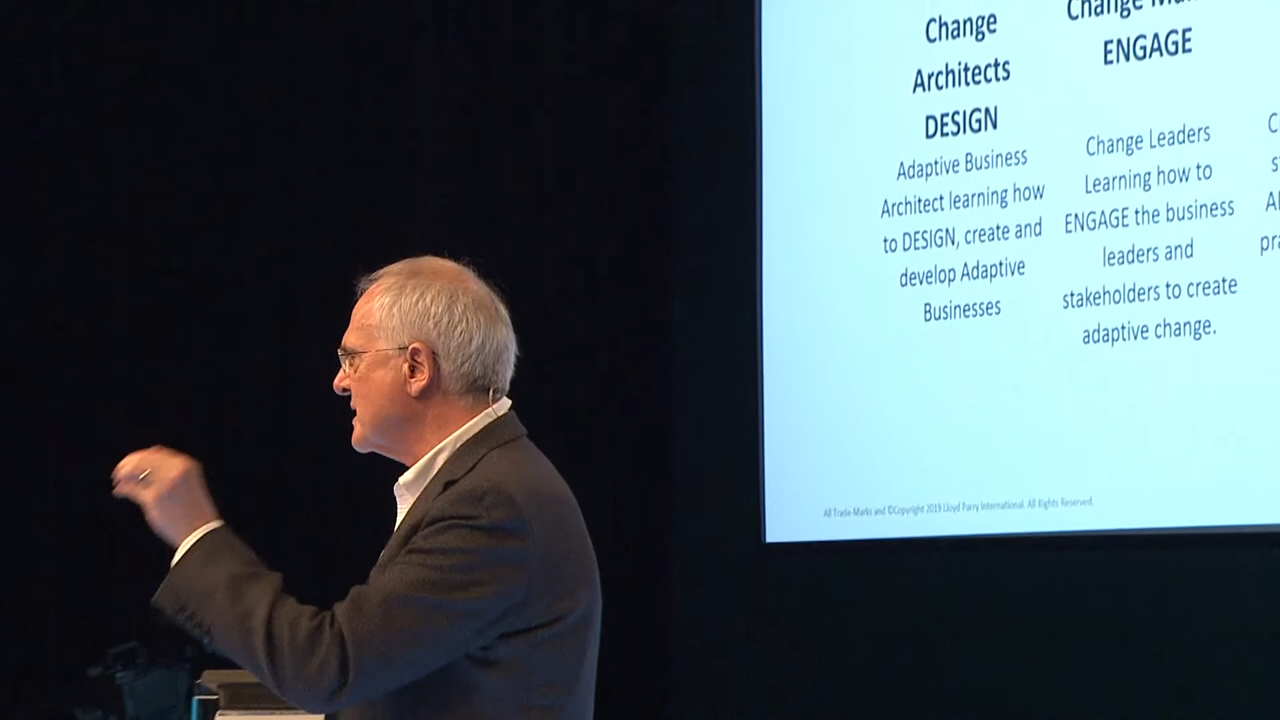 Change
Architects
DESIGN
Adaptive Business
Architect learning how
to DESIGN, create and
develop Adaptive
Businesses
Change
ENGAGE
Change Leaders
Learning how to
ENGAGE the business
leaders and
stakeholders to create
adaptive change.
All Trade-Marks and ©Copyright 2019 Lloyd Parry International. All Rights Reserved.